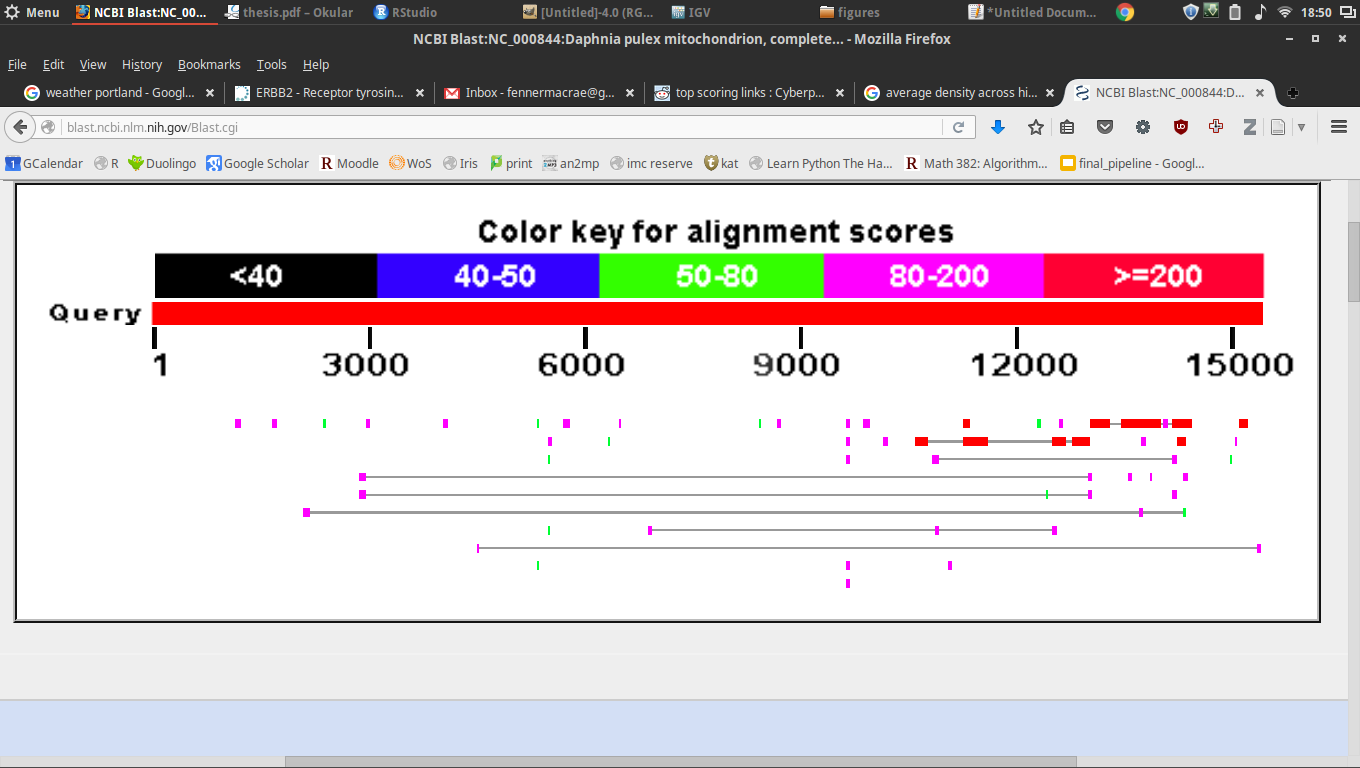 Menu NCBI Blast:NC_00... thesis.pdf – Okular RStudio [Untitled]-4.0 (RG... IGV figures *Untitled Docum... 18:50
NCBI Blast:NC_000844:Daphnia pulex mitochondrion, complete... - Mozilla Firefox
File Edit View History Bookmarks Tools Help
weather portland - Googl... ERBB2 - Receptor tyrosin... Inbox - fennermacrae@g... top scoring links : Cyberp... average density across hi... NCBI Blast:NC_000844:D...
blast.ncbi.nlm.nih.gov/Blast.cgi
GCalendar R Duolingo Google Scholar R Moodle WoS Iris print an2mp imc reserve kat Learn Python The Ha... R Math 382: Algorithm... final_pipeline - Googl...
Color key for alignment scores
<40 40-50 50-80 80-200 >=200
Query
1 3000 6000 9000 12000 15000